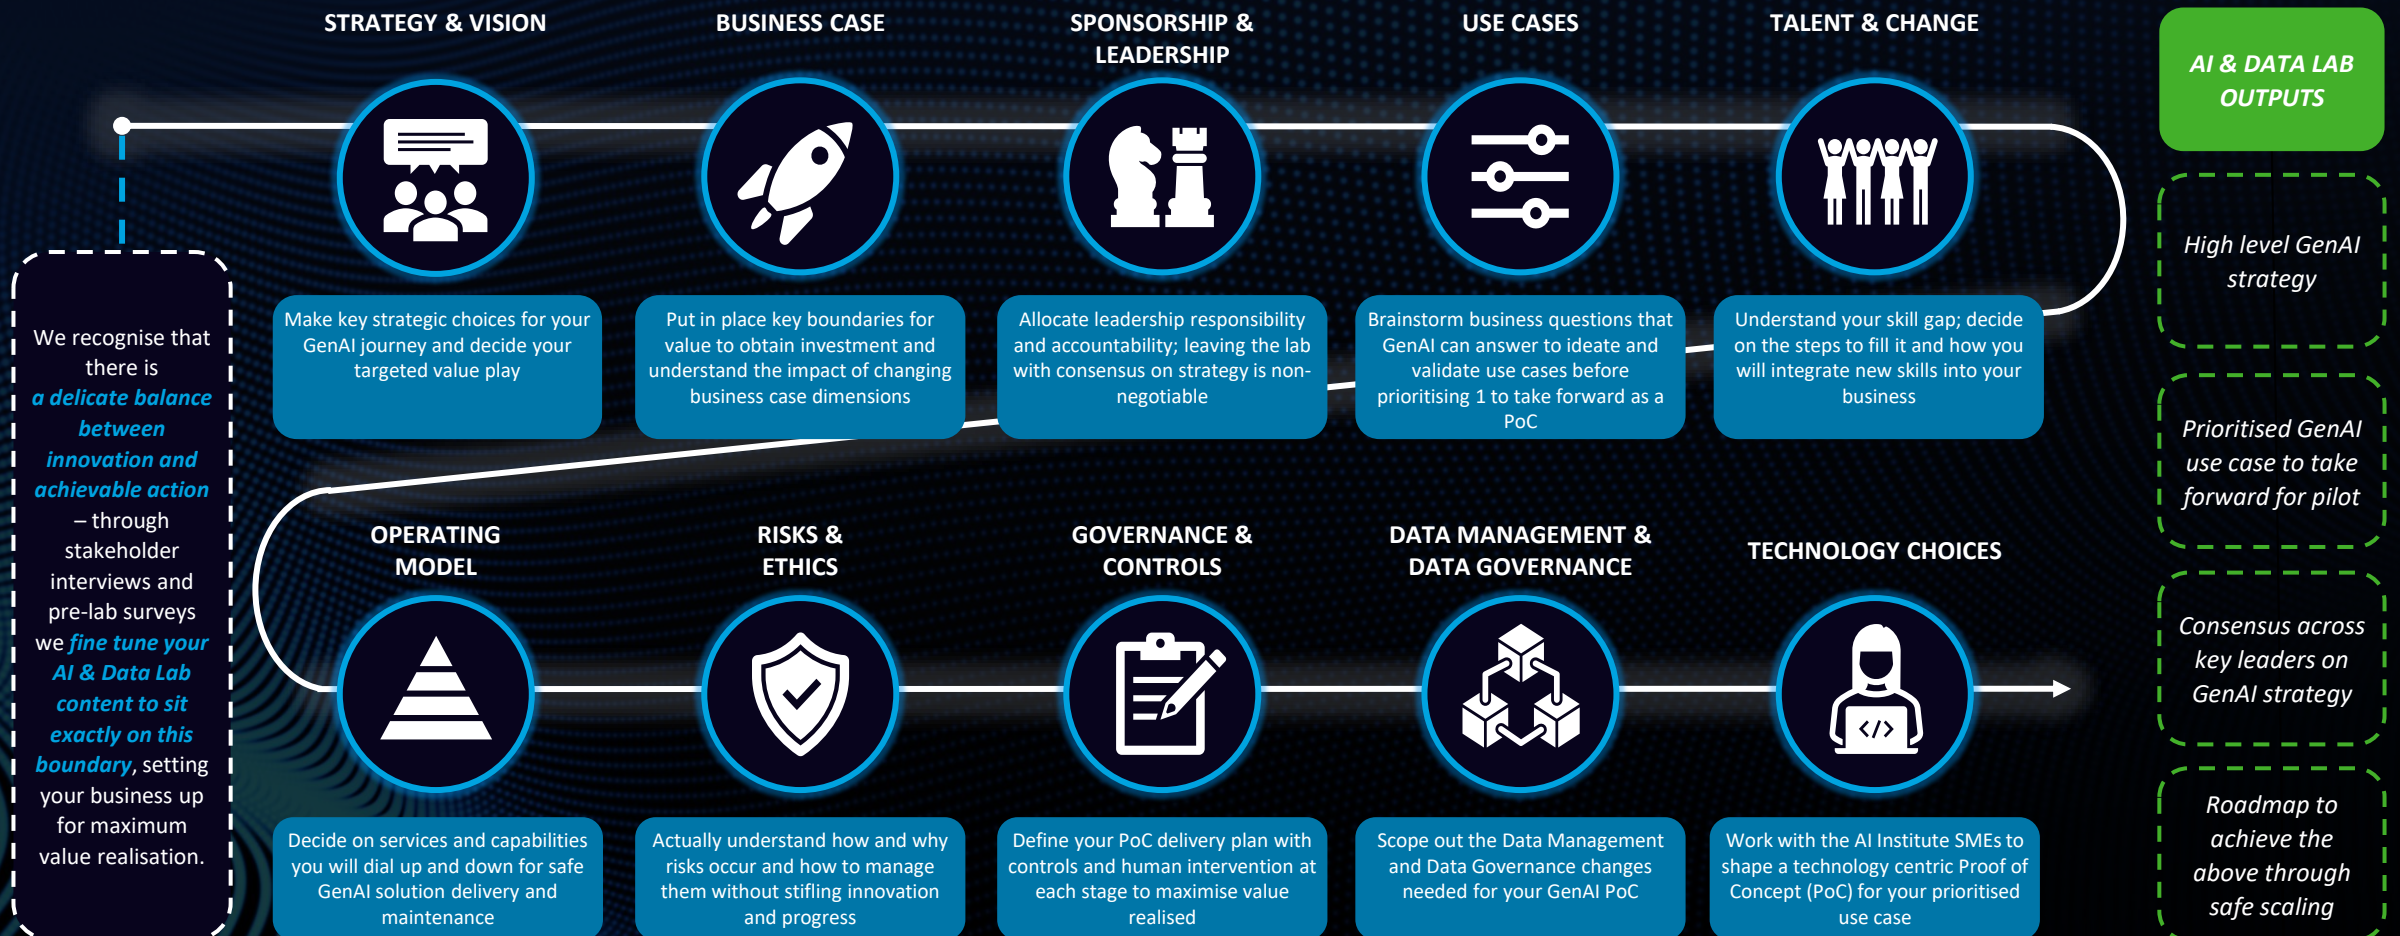 STRATEGY & VISION
BUSINESS CASE
SPONSORSHIP &
LEADERSHIP
USE CASES
TALENT & CHANGE
AI & DATA LAB
OUTPUTS
We recognise that
there is
a delicate balance
between
innovation and
achievable action
– through
stakeholder
interviews and
pre-lab surveys
we fine tune your
AI & Data Lab
content to sit
exactly on this
boundary, setting
your business up
for maximum
value realisation.
Make key strategic choices for your
GenAI journey and decide your
targeted value play
Put in place key boundaries for
value to obtain investment and
understand the impact of changing
business case dimensions
Allocate leadership responsibility
and accountability; leaving the lab
with consensus on strategy is non-
negotiable
Brainstorm business questions that
GenAI can answer to ideate and
validate use cases before
prioritising 1 to take forward as a
PoC
Understand your skill gap; decide
on the steps to fill it and how you
will integrate new skills into your
business
High level GenAI
strategy
Prioritised GenAI
use case to take
forward for pilot
Consensus across
key leaders on
GenAI strategy
Roadmap to
achieve the
above through
safe scaling
OPERATING
MODEL
RISKS &
ETHICS
GOVERNANCE &
CONTROLS
DATA MANAGEMENT &
DATA GOVERNANCE
TECHNOLOGY CHOICES
</>
Decide on services and capabilities
you will dial up and down for safe
GenAI solution delivery and
maintenance
Actually understand how and why
risks occur and how to manage
them without stifling innovation
and progress
Define your PoC delivery plan with
controls and human intervention at
each stage to maximise value
realised
Scope out the Data Management
and Data Governance changes
needed for your GenAI PoC
Work with the AI Institute SMEs to
shape a technology centric Proof of
Concept (PoC) for your prioritised
use case